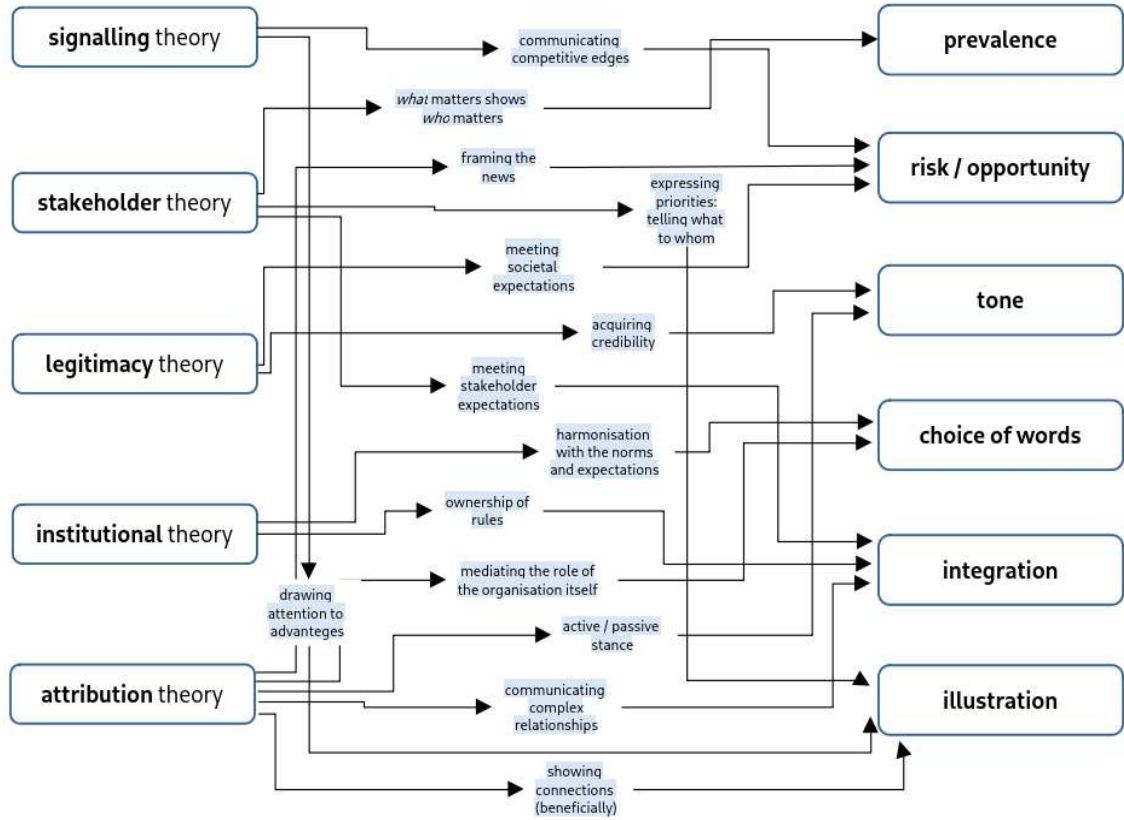 signalling theory
communicating
competitive edges
prevalence
what matters shows
who matters
framing the
news
risk / opportunity
stakeholder theory
expressing
priorities:
telling what
to whom
meeting
societal
expectations
tone
legitimacy theory
acquiring
credibility
meeting
stakeholder
expectations
choice of words
harmonisation
with the norms
and expectations
institutional theory
ownership of
rules
integration
mediating the role of
the organisation itself
drawing
attention to
advanteges
active / passive
stance
attribution theory
communicating
complex
relationships
illustration
showing
connections
(beneficially)